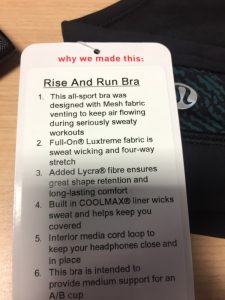 why we made this:
Rise And Run Bra
1. This all-sport bra was
designed with Mesh fabric
venting to keep air flowing
during seriously sweaty
workouts
2. Full-On® Luxtreme fabric is
sweat wicking and four-way
stretch
3. Added Lycra® fibre ensures
great shape retention and
long-lasting comfort
4. Built in COOLMAX® liner wicks
sweat and helps keep you
covered
5. Interior media cord loop to
keep your headphones close and
in place
6. This bra is intended to
provide medium support for an
A/B cup